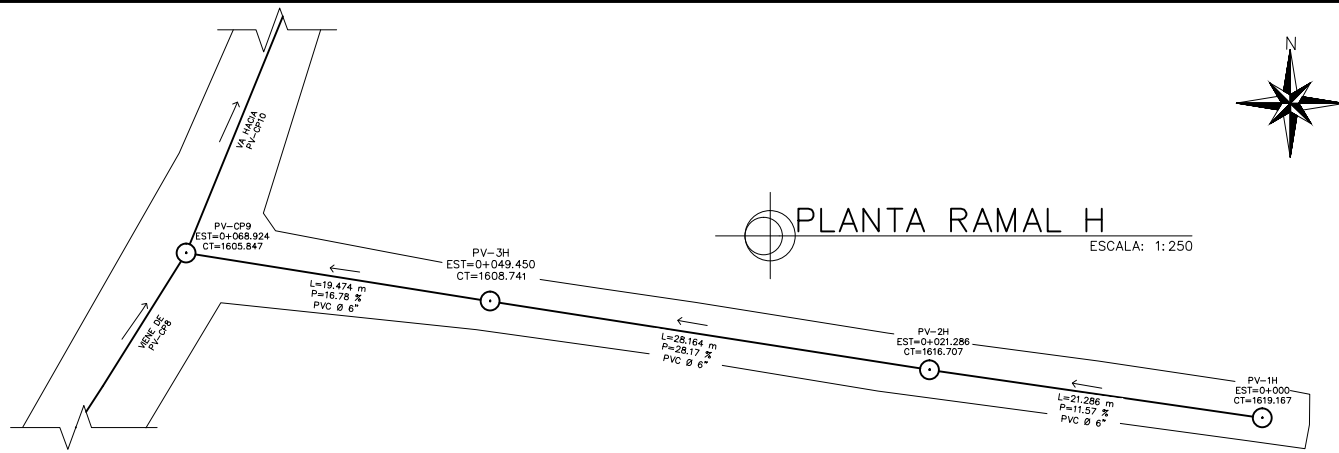 N
PLANTA RAMAL H
ESCALA: 1:250
VA HACIA
PV-CP10
PV-CP9
EST=0+068.924
CT=1605.847
VIENE DE
PV-CP8
L=19.474 m
P=16.78 %
PVC Ø 6"
PV-3H
EST=0+049.450
CT=1608.741
L=28.164 m
P=28.17 %
PVC Ø 6"
PV-2H
EST=0+021.286
CT=1616.707
L=21.286 m
P=11.57 %
PVC Ø 6"
PV-1H
EST=0+000
CT=1619.167